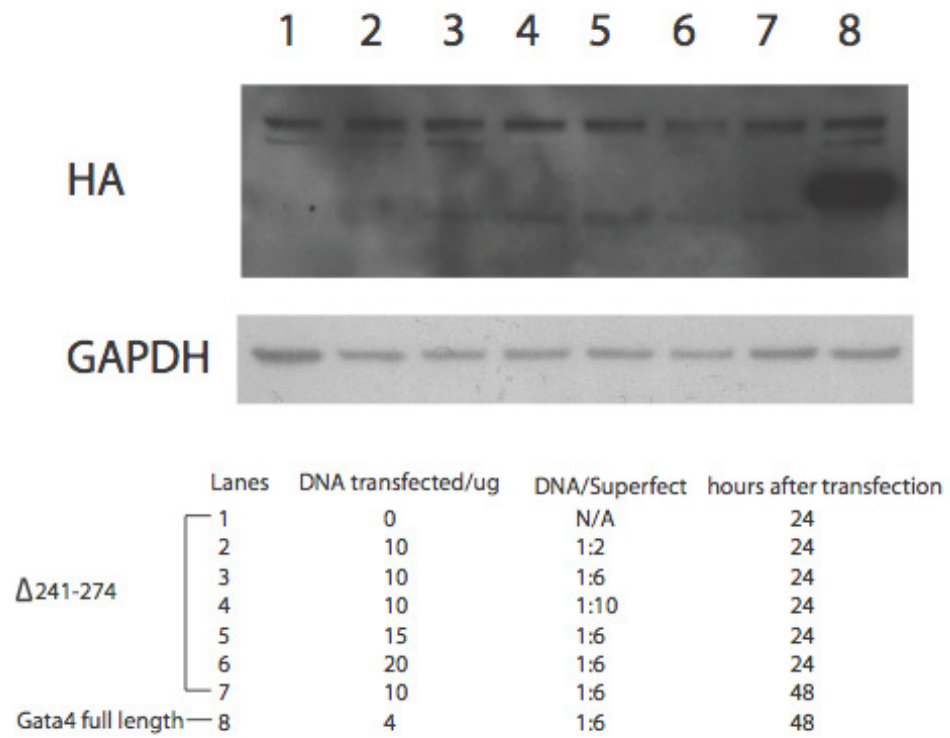 1 2 3 4 5 6 7 8
HA
GAPDH
Lanes DNA transfected/ug DNA/Superfect hours after transfection
1 0 N/A 24
2 10 1:2 24
3 10 1:6 24
Δ241-274
4 10 1:10 24
5 15 1:6 24
6 20 1:6 24
7 10 1:6 48
Gata4 full length 8 4 1:6 48